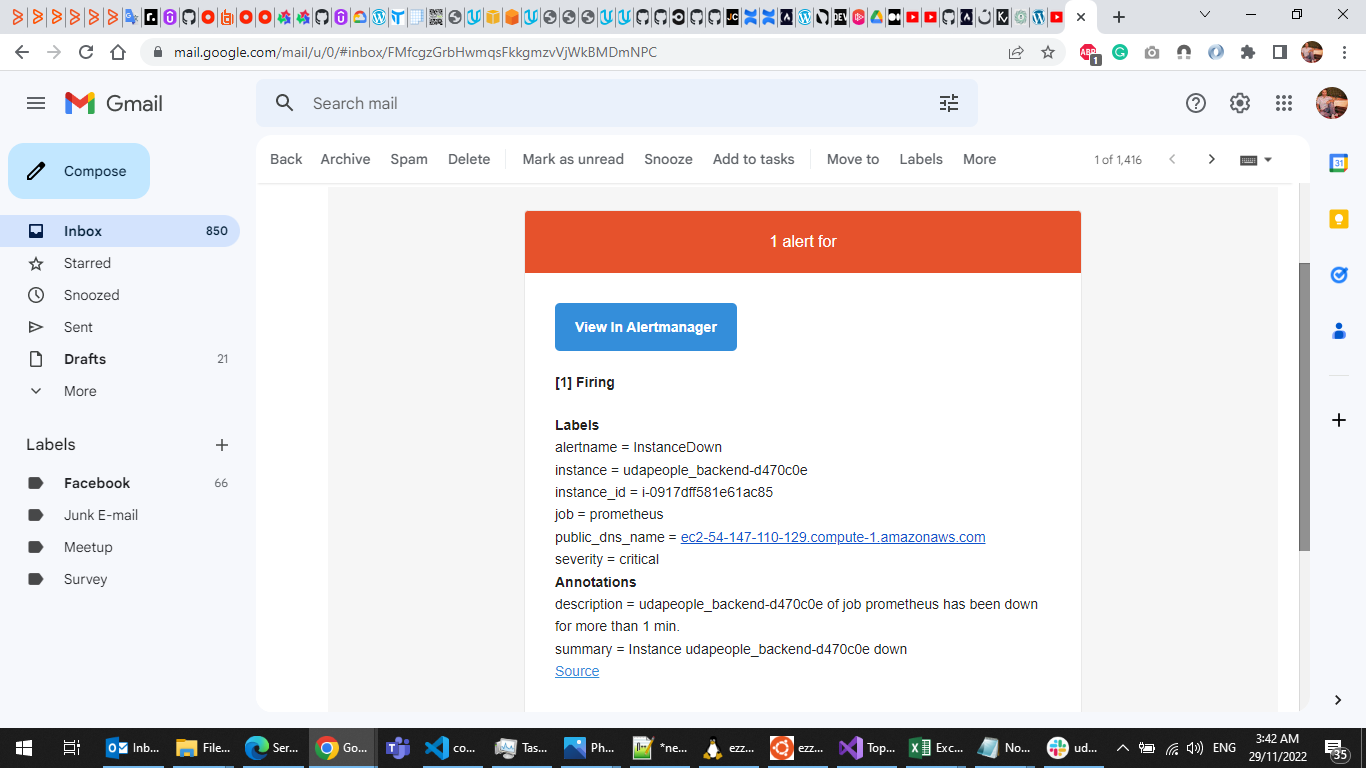 mail.google.com/mail/u/0/#inbox/FMfcgzGrbHwmqsFkkgmzvVjWkBMDmNPC
ABP
1
Gmail
Search mail
Compose
Back
Archive
Spam
Delete
Mark as unread
Snooze
Add to tasks
Move to
Labels
More
1 of 1,416
Inbox 850
Starred
Snoozed
Sent
Drafts 21
More
Labels
Facebook 66
Junk E-mail
Meetup
Survey
1 alert for
View In Alertmanager
[1] Firing
Labels
alertname = InstanceDown
instance = udapeople_backend-d470c0e
instance_id = i-0917dff581e61ac85
job = prometheus
public_dns_name = ec2-54-147-110-129.compute-1.amazonaws.com
severity = critical
Annotations
description = udapeople_backend-d470c0e of job prometheus has been down
for more than 1 min.
summary = Instance udapeople_backend-d470c0e down
Source
31
Inb...
File...
Ser...
Go...
co...
Tas...
Ph...
*ne...
ezz...
ezz...
Top...
Exc...
No...
ud...
ENG
3:42 AM
29/11/2022
35